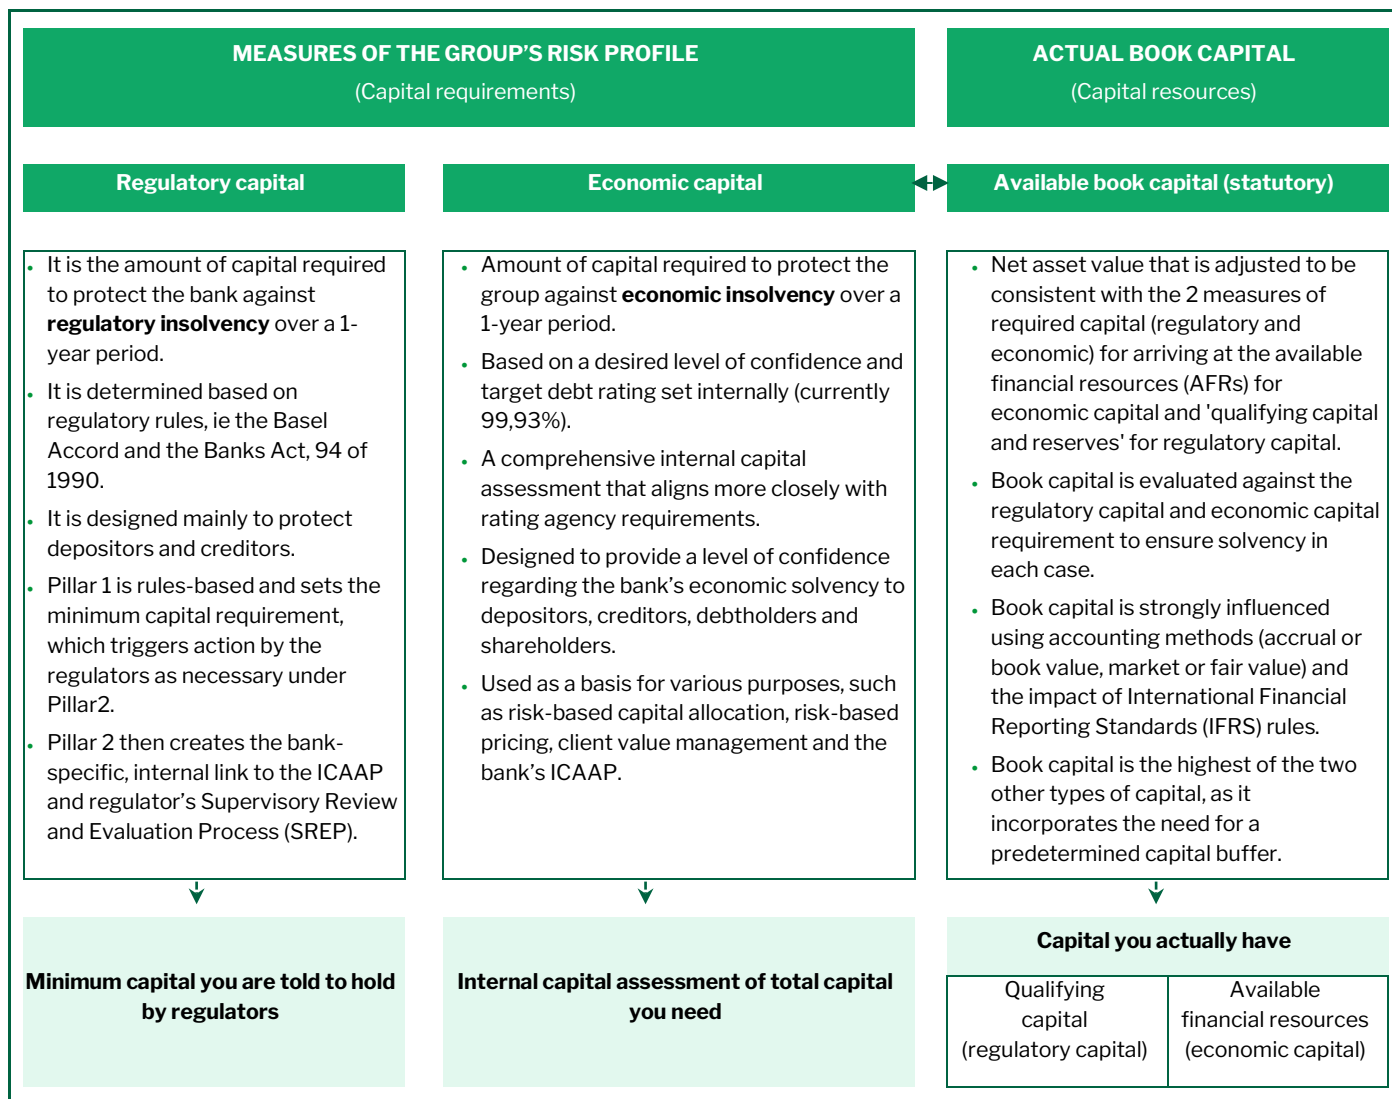 MEASURES OF THE GROUP’S RISK PROFILE
(Capital requirements)
ACTUAL BOOK CAPITAL
(Capital resources)
Regulatory capital
Economic capital
Available book capital (statutory)
• It is the amount of capital required
to protect the bank against
regulatory insolvency over a 1-
year period.
• It is determined based on
regulatory rules, ie the Basel
Accord and the Banks Act, 94 of
1990.
• It is designed mainly to protect
depositors and creditors.
• Pillar 1 is rules-based and sets the
minimum capital requirement,
which triggers action by the
regulators as necessary under
Pillar2.
• Pillar 2 then creates the bank-
specific, internal link to the ICAAP
and regulator’s Supervisory Review
and Evaluation Process (SREP).
• Amount of capital required to protect the
group against economic insolvency over a
1-year period.
• Based on a desired level of confidence and
target debt rating set internally (currently
99,93%).
• A comprehensive internal capital
assessment that aligns more closely with
rating agency requirements.
• Designed to provide a level of confidence
regarding the bank’s economic solvency to
depositors, creditors, debtholders and
shareholders.
• Used as a basis for various purposes, such
as risk-based capital allocation, risk-based
pricing, client value management and the
bank’s ICAAP.
• Net asset value that is adjusted to be
consistent with the 2 measures of
required capital (regulatory and
economic) for arriving at the available
financial resources (AFRs) for
economic capital and 'qualifying capital
and reserves' for regulatory capital.
• Book capital is evaluated against the
regulatory capital and economic capital
requirement to ensure solvency in
each case.
• Book capital is strongly influenced
using accounting methods (accrual or
book value, market or fair value) and
the impact of International Financial
Reporting Standards (IFRS) rules.
• Book capital is the highest of the two
other types of capital, as it
incorporates the need for a
predetermined capital buffer.
Minimum capital you are told to hold
by regulators
Internal capital assessment of total capital
you need
Capital you actually have
Qualifying
capital
(regulatory capital)
Available
financial resources
(economic capital)